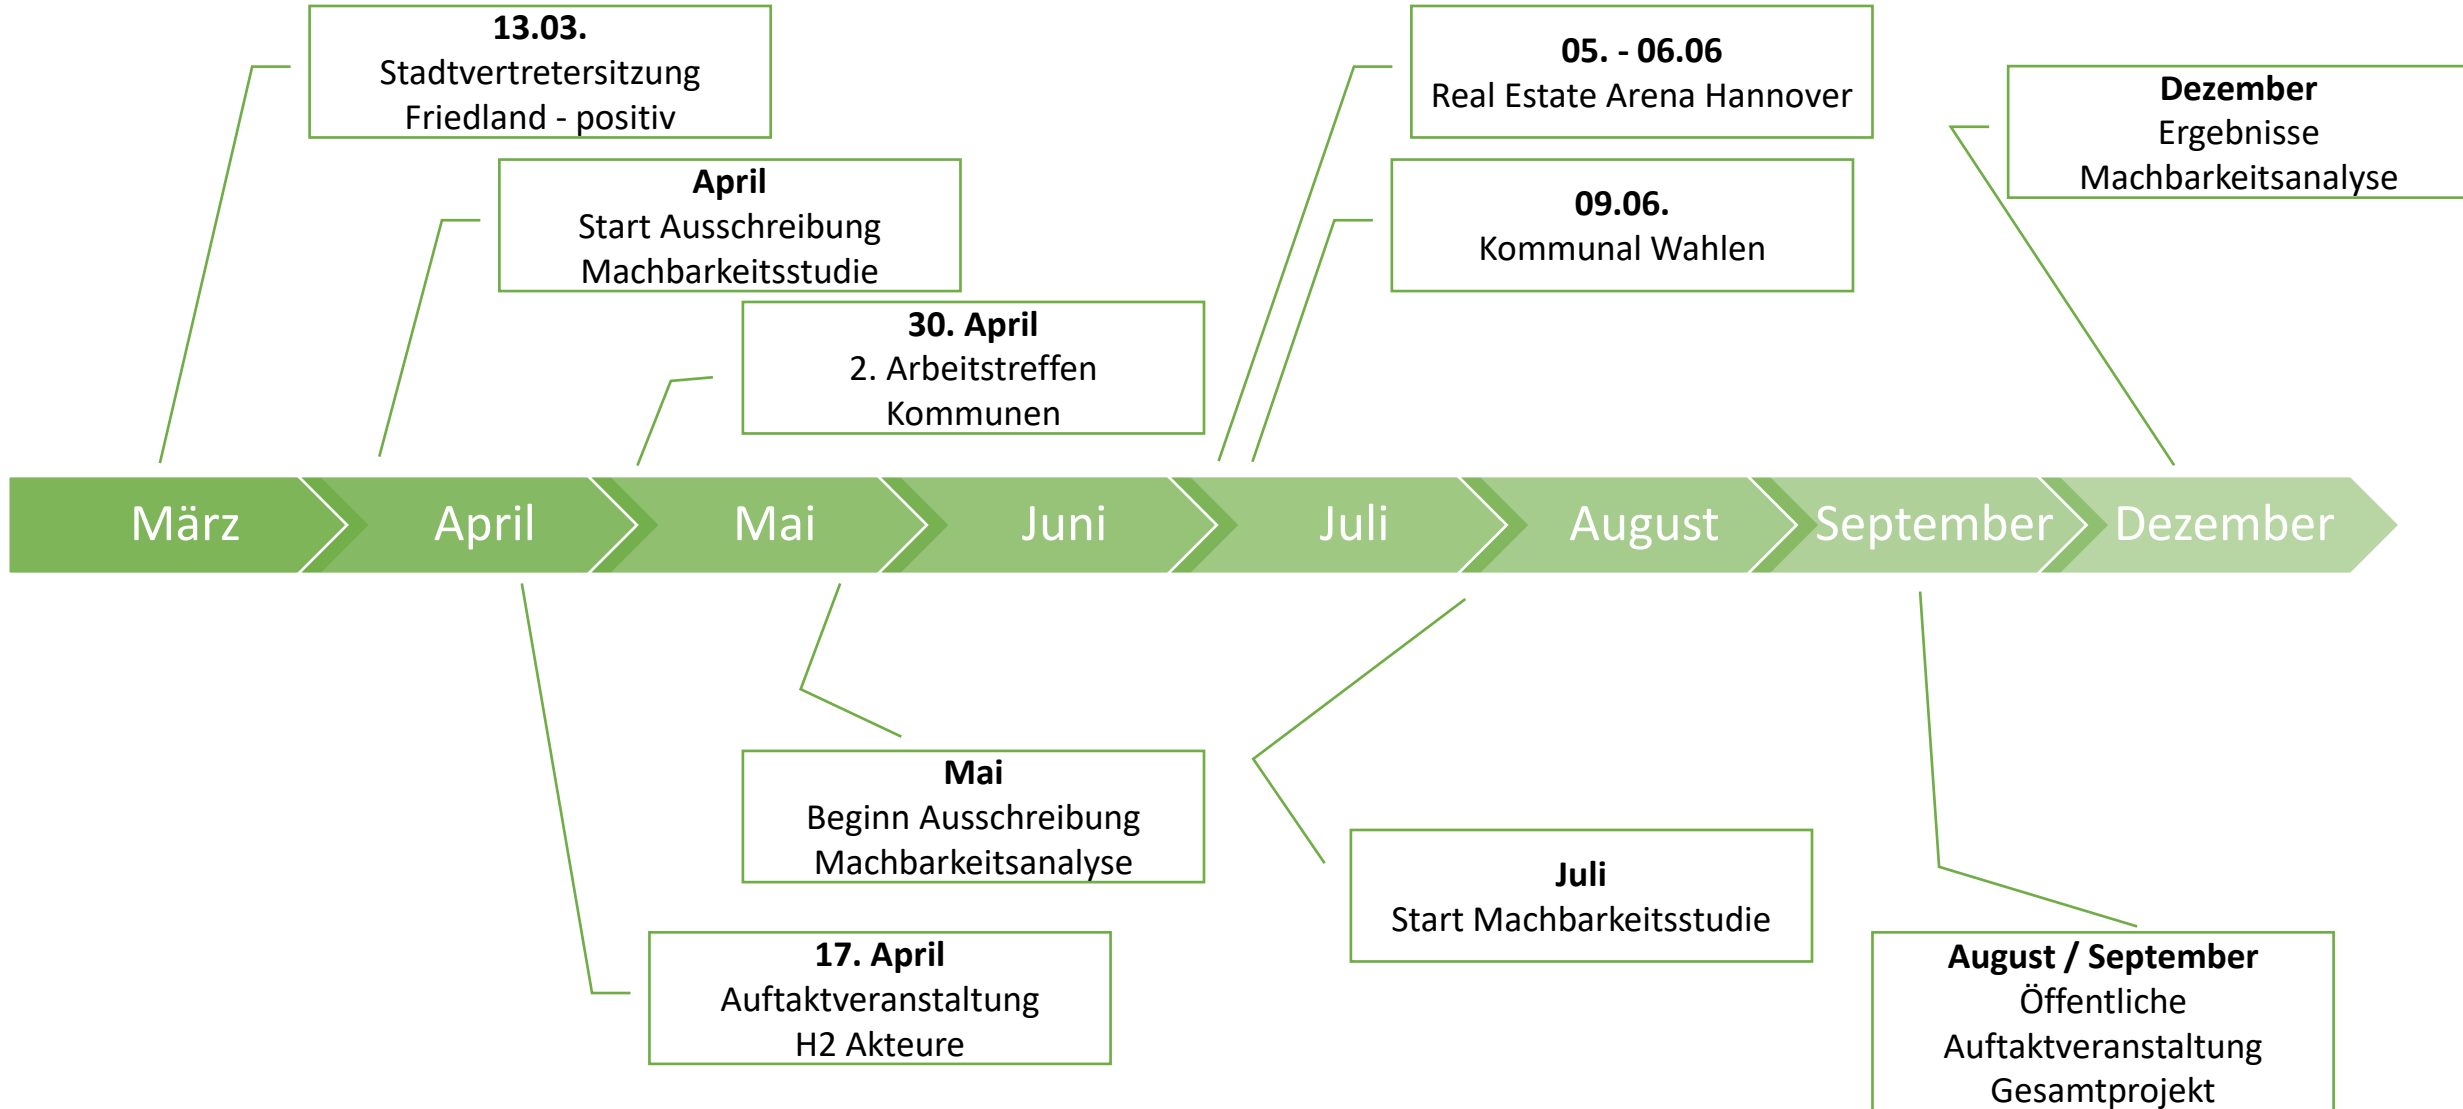 13.03.
Stadtvertretersitzung
Friedland - positiv
April
Start Ausschreibung
Machbarkeitsstudie
30. April
2. Arbeitstreffen
Kommunen
05. - 06.06
Real Estate Arena Hannover
09.06.
Kommunal Wahlen
Dezember
Ergebnisse
Machbarkeitsanalyse
März
April
Mai
Juni
Juli
August
September
Dezember
Mai
Beginn Ausschreibung
Machbarkeitsanalyse
17. April
Auftaktveranstaltung
H2 Akteure
Juli
Start Machbarkeitsstudie
August / September
Öffentliche
Auftaktveranstaltung
Gesamtprojekt